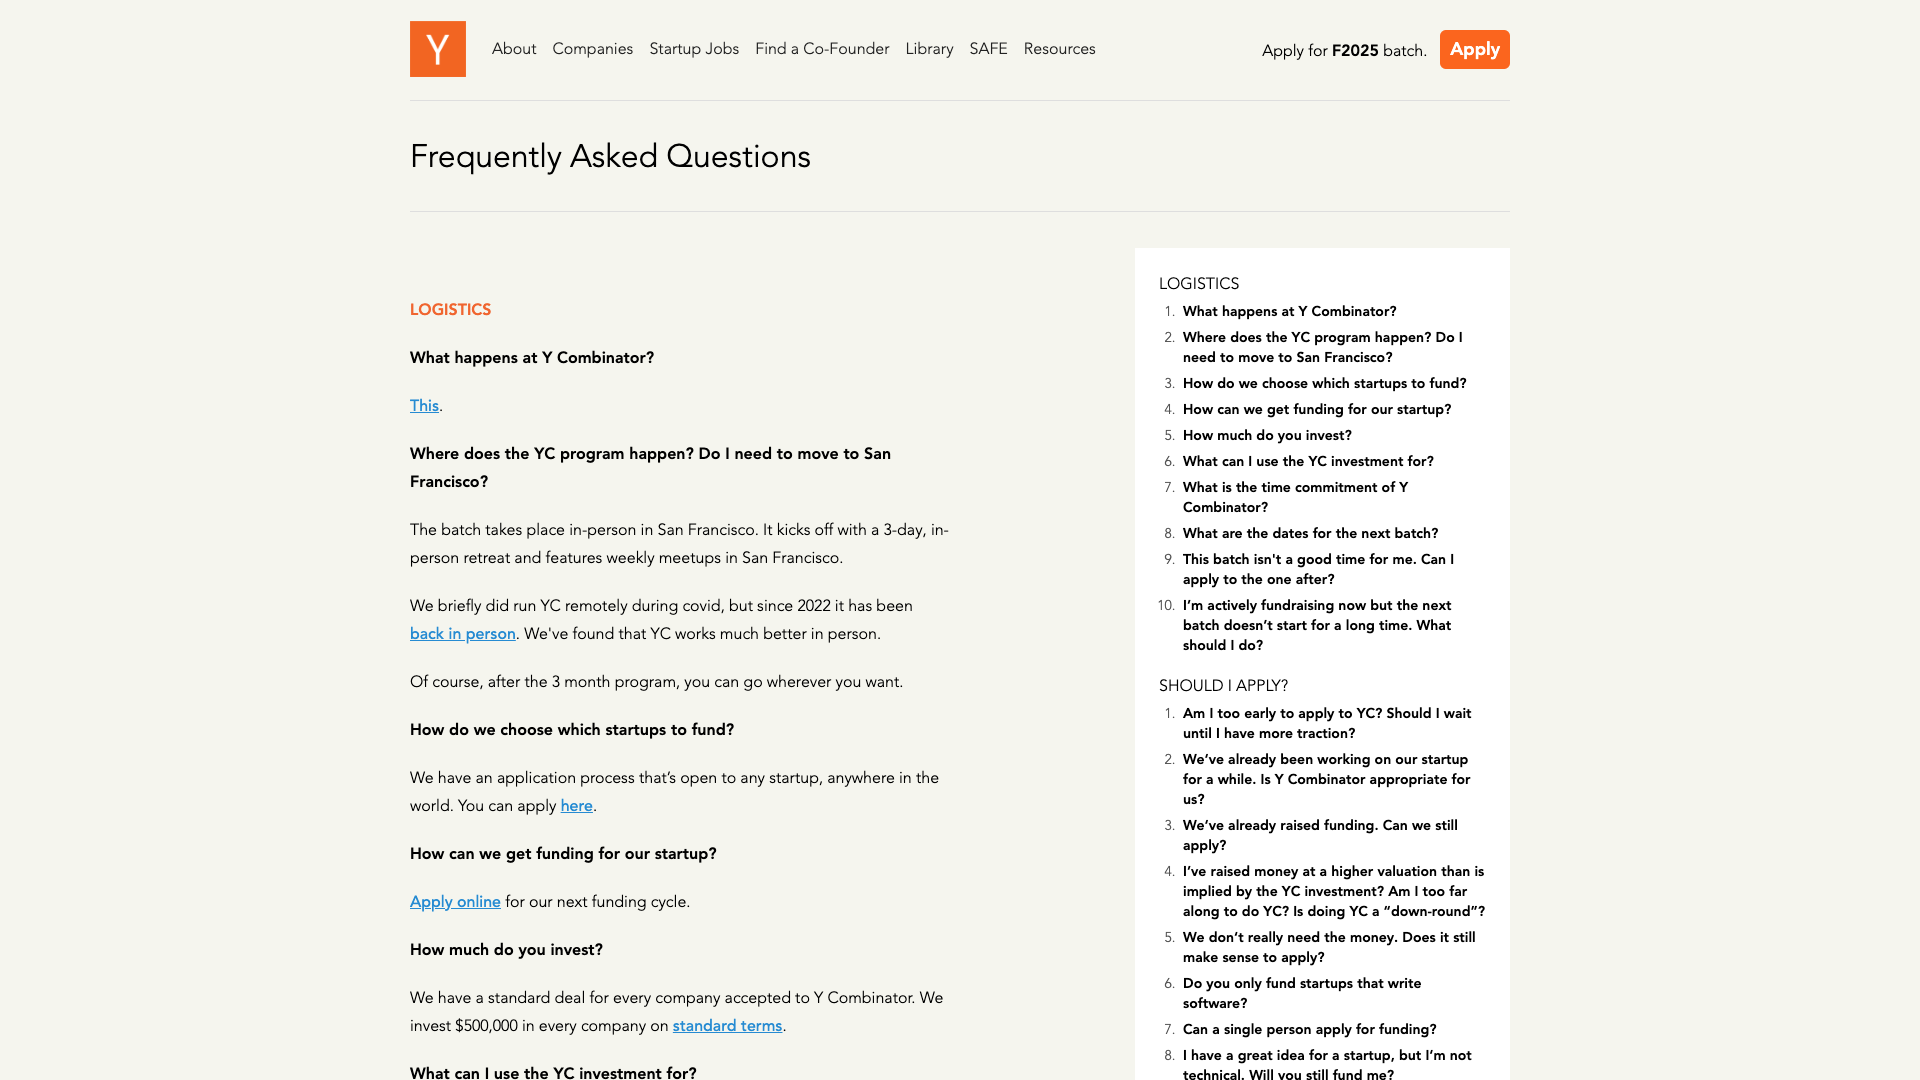 Y
About Companies Startup Jobs Find a Co-Founder Library SAFE Resources
Apply for F2025 batch. Apply
Frequently Asked Questions
LOGISTICS
What happens at Y Combinator?
This.
Where does the YC program happen? Do I need to move to San
Francisco?
The batch takes place in-person in San Francisco. It kicks off with a 3-day, in-
person retreat and features weekly meetups in San Francisco.
We briefly did run YC remotely during covid, but since 2022 it has been
back in person. We've found that YC works much better in person.
Of course, after the 3 month program, you can go wherever you want.
How do we choose which startups to fund?
We have an application process that’s open to any startup, anywhere in the
world. You can apply here.
How can we get funding for our startup?
Apply online for our next funding cycle.
How much do you invest?
We have a standard deal for every company accepted to Y Combinator. We
invest $500,000 in every company on standard terms.
What can I use the YC investment for?
LOGISTICS
1. What happens at Y Combinator?
2. Where does the YC program happen? Do I
need to move to San Francisco?
3. How do we choose which startups to fund?
4. How can we get funding for our startup?
5. How much do you invest?
6. What can I use the YC investment for?
7. What is the time commitment of Y
Combinator?
8. What are the dates for the next batch?
9. This batch isn't a good time for me. Can I
apply to the one after?
10. I’m actively fundraising now but the next
batch doesn’t start for a long time. What
should I do?
SHOULD I APPLY?
1. Am I too early to apply to YC? Should I wait
until I have more traction?
2. We’ve already been working on our startup
for a while. Is Y Combinator appropriate for
us?
3. We’ve already raised funding. Can we still
apply?
4. I’ve raised money at a higher valuation than is
implied by the YC investment? Am I too far
along to do YC? Is doing YC a “down-round”?
5. We don’t really need the money. Does it still
make sense to apply?
6. Do you only fund startups that write
software?
7. Can a single person apply for funding?
8. I have a great idea for a startup, but I’m not
technical. Will you still fund me?